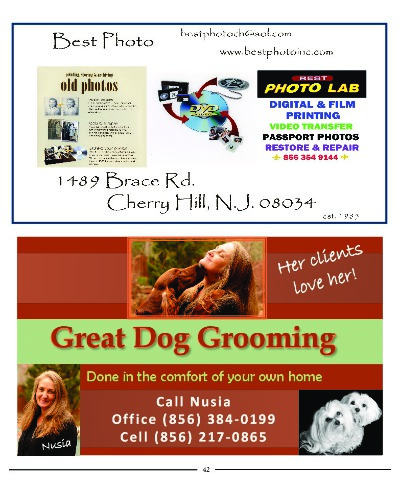 Best Photo
bestphotoch@aol.com
www.bestphotoinc.com
old photos
DVD
BEST
PHOTO LAB
DIGITAL & FILM
PRINTING
VIDEO TRANSFER
PASSPORT PHOTOS
RESTORE & REPAIR
856 354 9144
1489 Brace Rd.
Cherry Hill, N.J. 08034
est. 1983
Her clients
love her!
Great Dog Grooming
Done in the comfort of your own home
Nusia
Call Nusia
Office (856) 384-0199
Cell (856) 217-0865
42